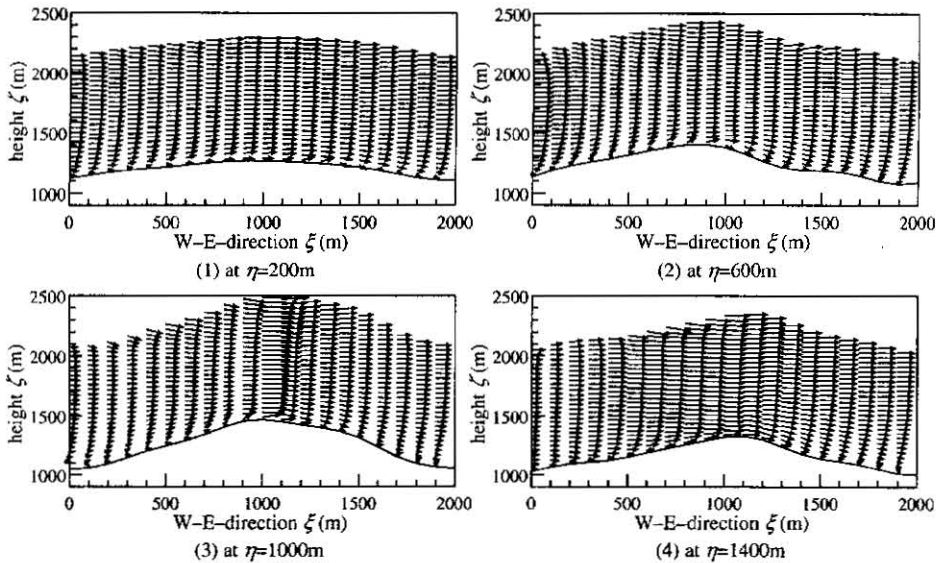 2500
2000
1500
1000
height ζ (m)
0 500 1000 1500 2000
W-E-direction ξ (m)
(1) at η=200m
2500
2000
1500
1000
height ζ (m)
0 500 1000 1500 2000
W-E-direction ξ (m)
(2) at η=600m
2500
2000
1500
1000
height ζ (m)
0 500 1000 1500 2000
W-E-direction ξ (m)
(3) at η=1000m
2500
2000
1500
1000
height ζ (m)
0 500 1000 1500 2000
W-E-direction ξ (m)
(4) at η=1400m